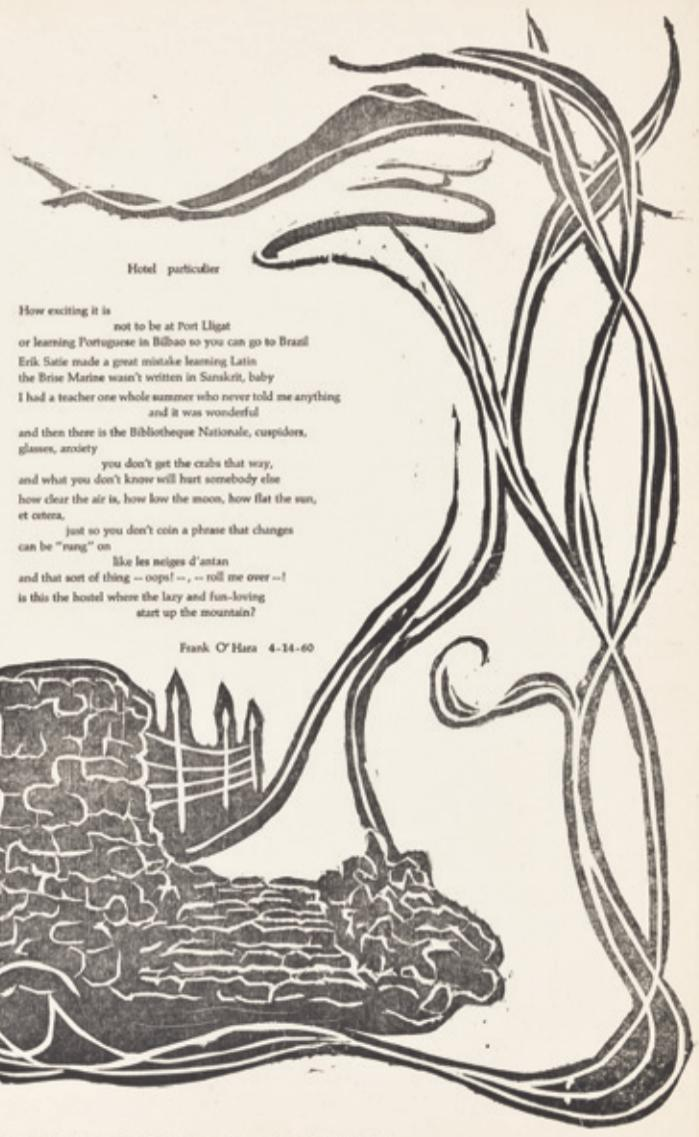 Hotel particulier
How exciting it is
not to be at Port Lligat
or learning Portuguese in Bilbao so you can go to Brazil
Erik Satie made a great mistake learning Latin
the Brise Marine wasn't written in Sanskrit, baby
I had a teacher one whole summer who never told me anything
and it was wonderful
and then there is the Bibliotheque Nationale, cuspidors,
glasses, anxiety
you don't get the crabs that way,
and what you don't know will hurt somebody else
how clear the air is, how low the moon, how flat the sun,
et cetera,
just so you don't coin a phrase that changes
can be "rung" on
like les neiges d'antan
and that sort of thing -- oops! --, -- roll me over --!
is this the hostel where the lazy and fun-loving
start up the mountain?
Frank O'Hara 4-14-60